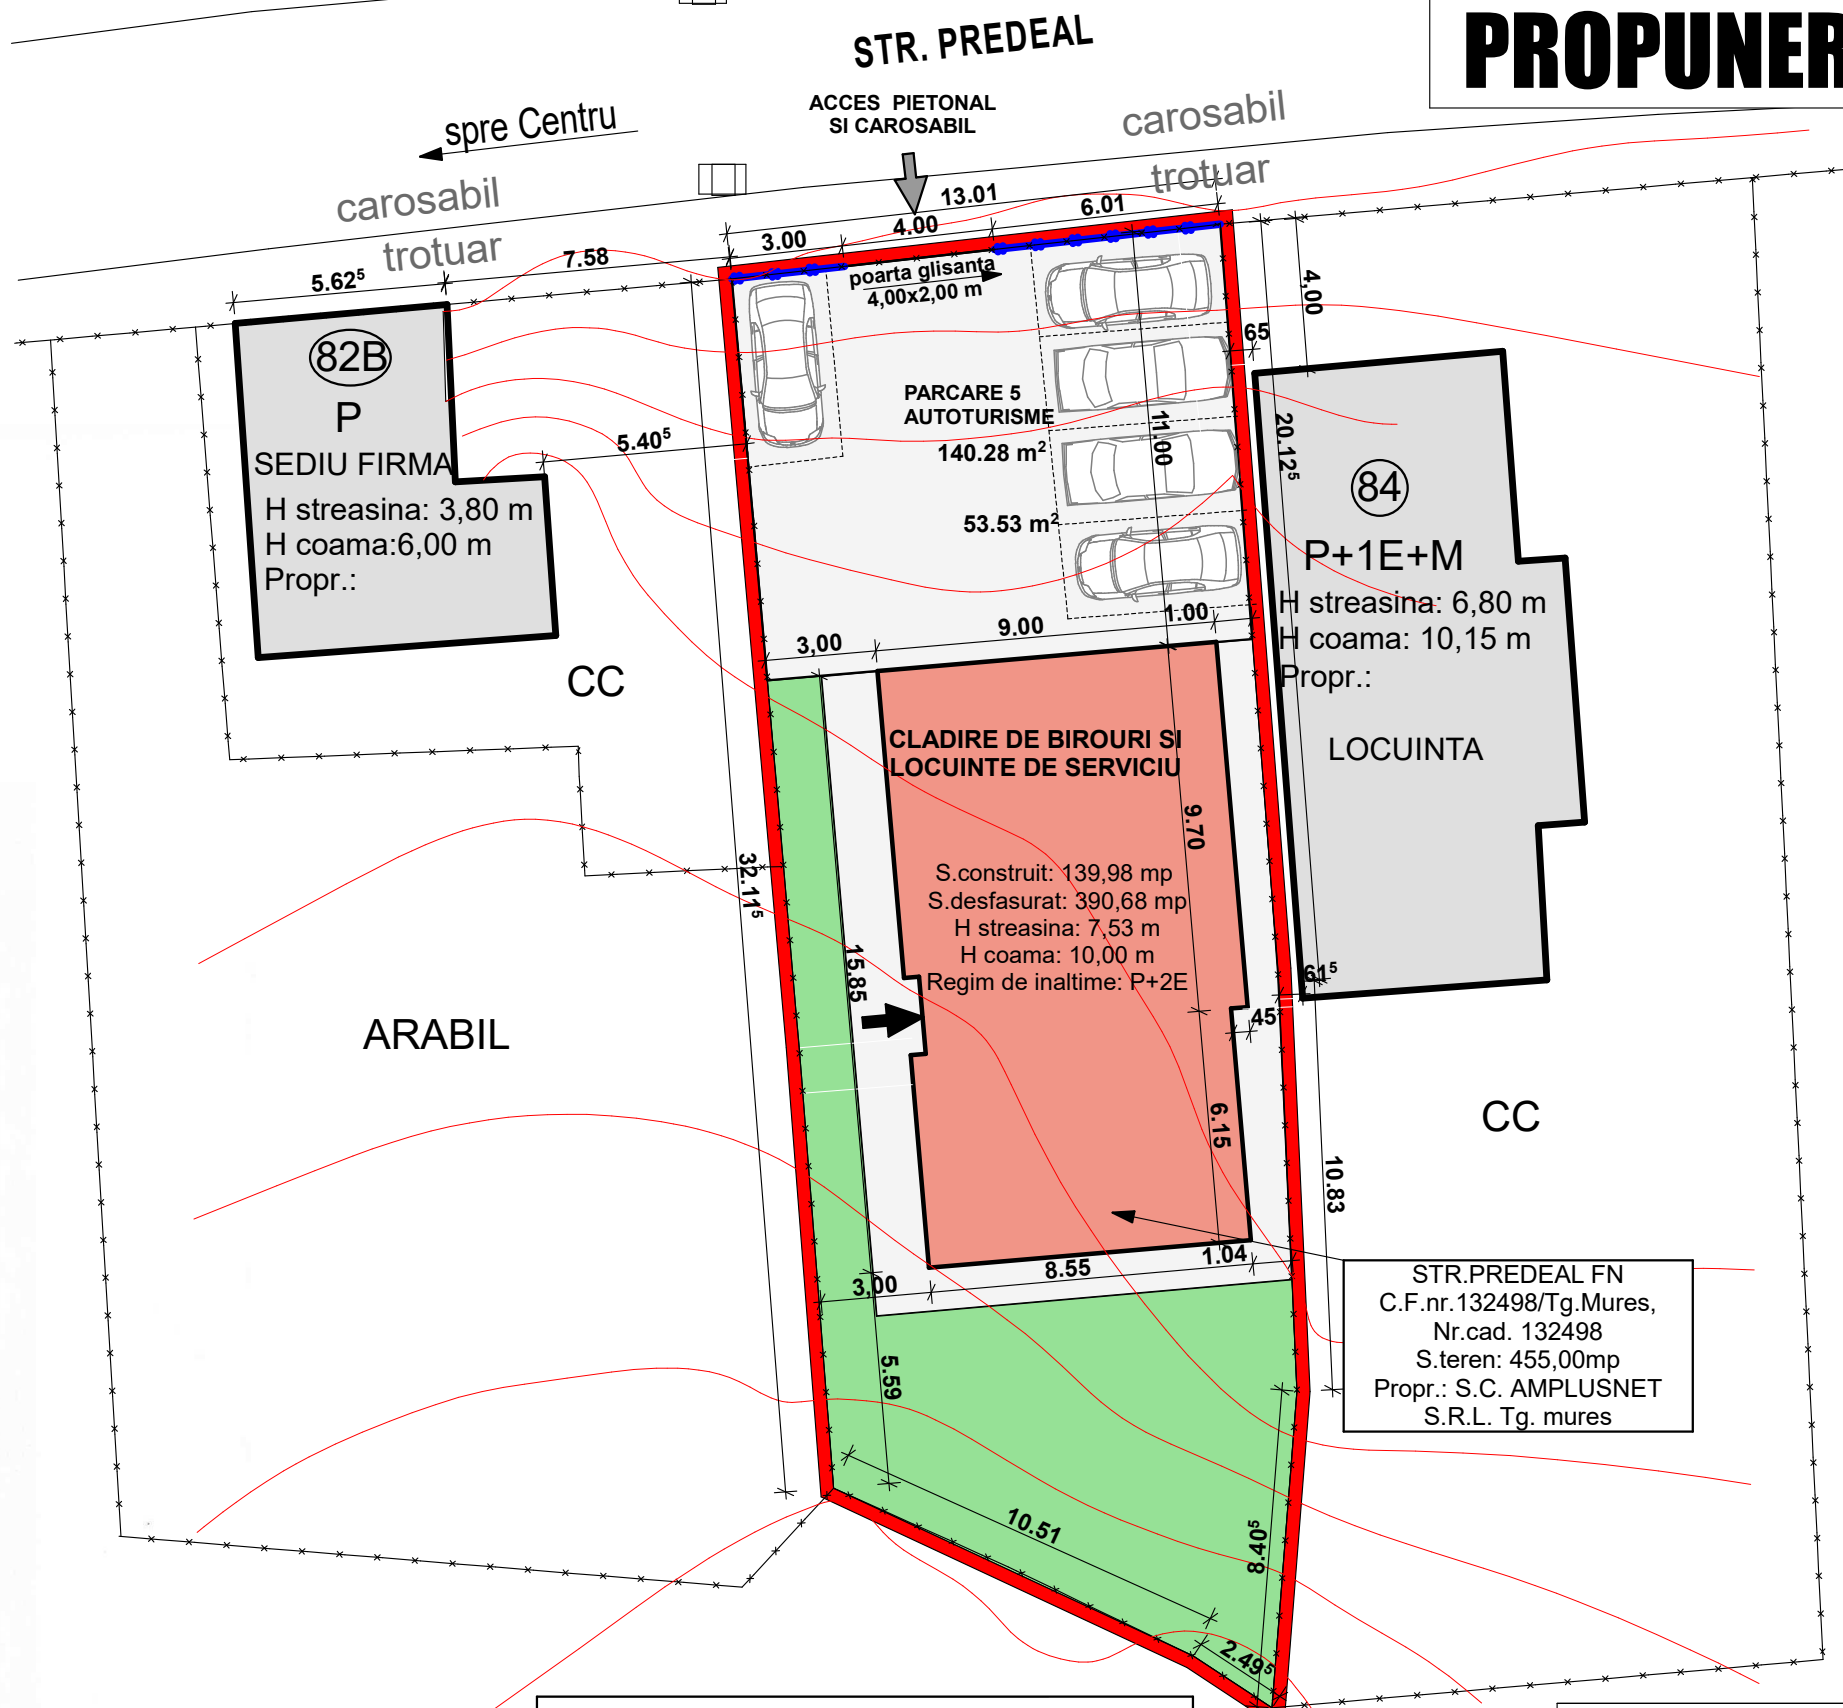 PROPUNER
STR. PREDEAL
ACCES PIETONAL
SI CAROSABIL
spre Centru
carosabil
trotuar
carosabil
trotuar
13.01
3.00
4.00
6.01
5.62⁵
7.58
poarta glisanta
4,00x2,00 m
4,00
65
82B
P
SEDIU FIRMA
H streasina: 3,80 m
H coama:6,00 m
Propr.:
5.40⁵
PARCARE 5
AUTOTURISME
140.28 m²
53.53 m²
11.00
20.12⁵
84
P+1E+M
H streasina: 6,80 m
H coama: 10,15 m
Propr.:
LOCUINTA
3,00
9.00
1.00
CC
CLADIRE DE BIROURI SI
LOCUINTE DE SERVICIU
9.70
S.construit: 139,98 mp
S.desfasurat: 390,68 mp
H streasina: 7,53 m
H coama: 10,00 m
Regim de inaltime: P+2E
32.11⁵
15.85
61⁵
45
ARABIL
6.15
CC
10.83
3,00
8.55
1.04
STR.PREDEAL FN
C.F.nr.132498/Tg.Mures,
Nr.cad. 132498
S.teren: 455,00mp
Propr.: S.C. AMPLUSNET
S.R.L. Tg. mures
5.59
10.51
8.40⁵
2.49⁵